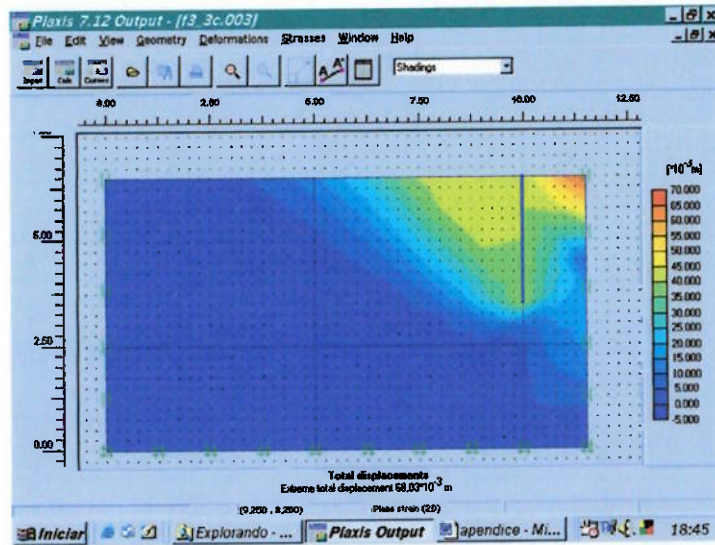 Plaxis 7.12 Output - [f3_3c.003]
File Edit View Geometry Deformations Stresses Window Help
Input Calc Curves Shadings
0.00 2.50 5.00 7.50 10.00 12.50
[*10⁻⁵m]
70.000
65.000
60.000
55.000
50.000
45.000
40.000
35.000
30.000
25.000
20.000
15.000
10.000
5.000
0.000
-5.000
5.00
2.50
0.00
Total displacements
Extreme total displacement 68,03*10⁻³ m
(9.250 , 8.250) Plane strain (2D)
Iniciar Explorando - ... Plaxis Output apendice - Mi... 18:45